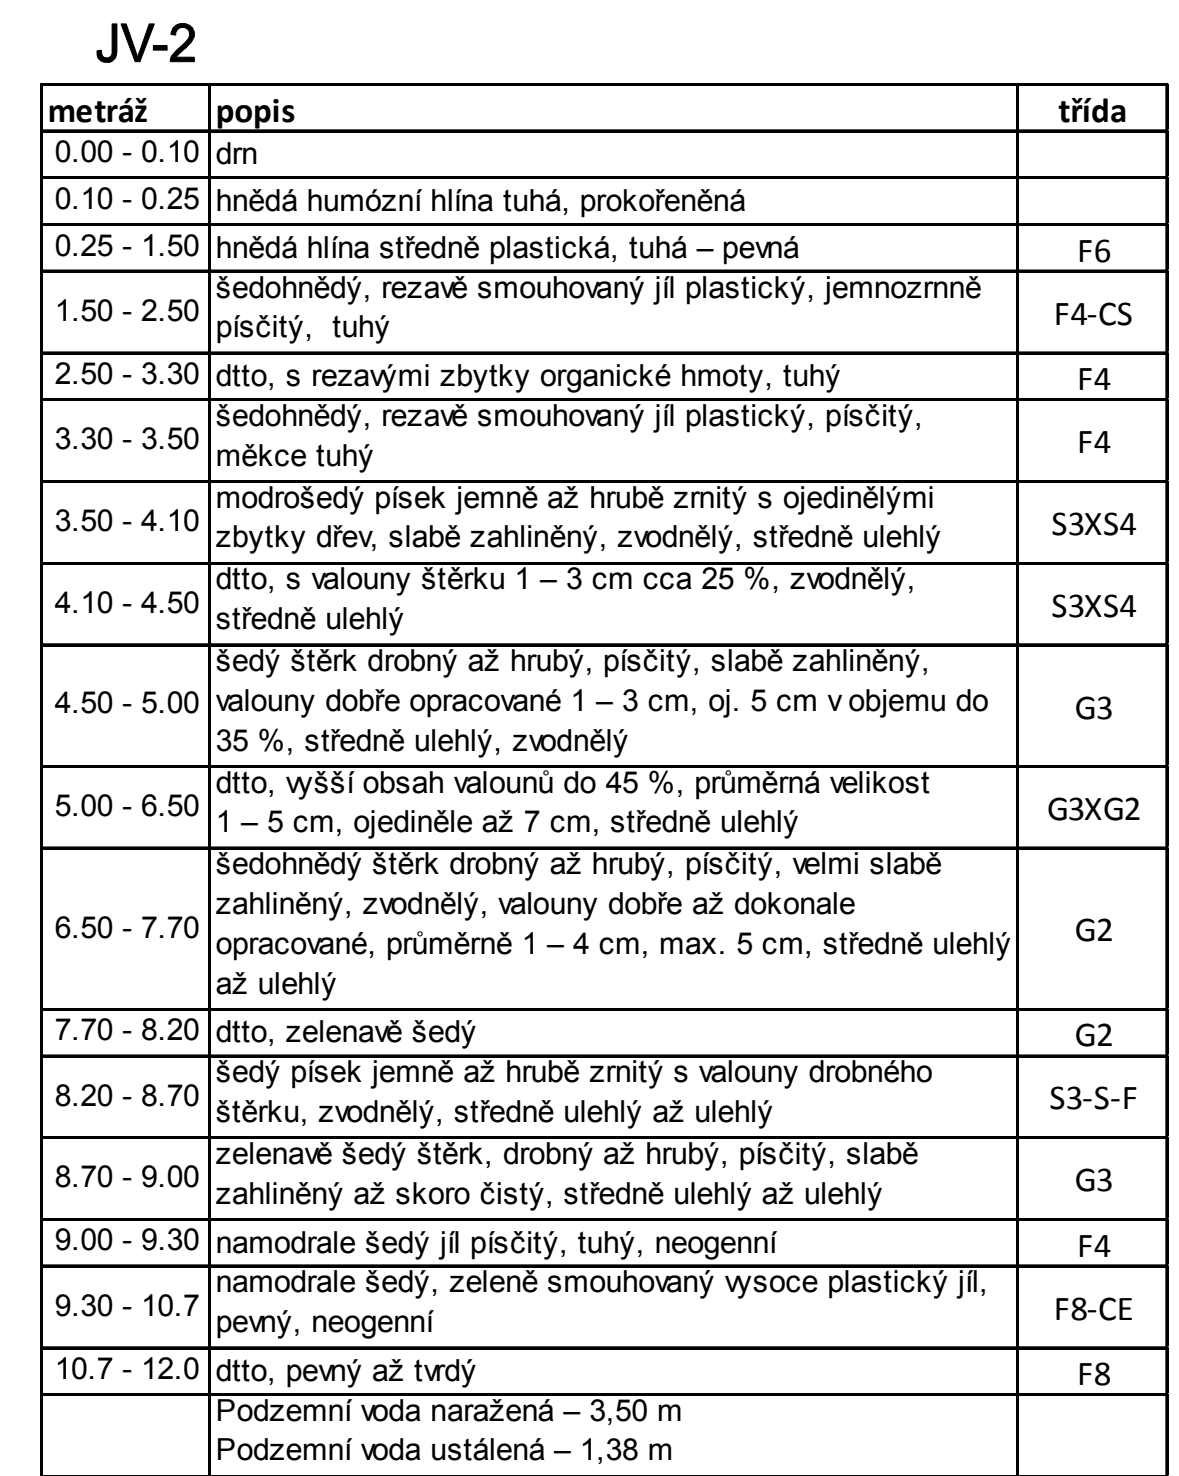 JV-2
metráž popis třída
0.00 - 0.10 drn
0.10 - 0.25 hnědá humózní hlína tuhá, prokořeněná
0.25 - 1.50 hnědá hlína středně plastická, tuhá – pevná F6
1.50 - 2.50 šedohnědý, rezavě smouhovaný jíl plastický, jemnozrnně
písčitý, tuhý F4-CS
2.50 - 3.30 dtto, s rezavými zbytky organické hmoty, tuhý F4
3.30 - 3.50 šedohnědý, rezavě smouhovaný jíl plastický, písčitý,
měkce tuhý F4
3.50 - 4.10 modrošedý písek jemně až hrubě zrnitý s ojedinělými
zbytky dřev, slabě zahliněný, zvodnělý, středně ulehlý S3XS4
4.10 - 4.50 dtto, s valouny štěrku 1 – 3 cm cca 25 %, zvodnělý,
středně ulehlý S3XS4
šedý štěrk drobný až hrubý, písčitý, slabě zahliněný,
4.50 - 5.00 valouny dobře opracované 1 – 3 cm, oj. 5 cm v objemu do G3
35 %, středně ulehlý, zvodnělý
5.00 - 6.50 dtto, vyšší obsah valounů do 45 %, průměrná velikost
1 – 5 cm, ojediněle až 7 cm, středně ulehlý G3XG2
šedohnědý štěrk drobný až hrubý, písčitý, velmi slabě
6.50 - 7.70 zahliněný, zvodnělý, valouny dobře až dokonale G2
opracované, průměrně 1 – 4 cm, max. 5 cm, středně ulehlý
až ulehlý
7.70 - 8.20 dtto, zelenavě šedý G2
8.20 - 8.70 šedý písek jemně až hrubě zrnitý s valouny drobného
štěrku, zvodnělý, středně ulehlý až ulehlý S3-S-F
8.70 - 9.00 zelenavě šedý štěrk, drobný až hrubý, písčitý, slabě
zahliněný až skoro čistý, středně ulehlý až ulehlý G3
9.00 - 9.30 namodrale šedý jíl písčitý, tuhý, neogenní F4
9.30 - 10.7 namodrale šedý, zeleně smouhovaný vysoce plastický jíl,
pevný, neogenní F8-CE
10.7 - 12.0 dtto, pevný až tvrdý F8
Podzemní voda naražená – 3,50 m
Podzemní voda ustálená – 1,38 m